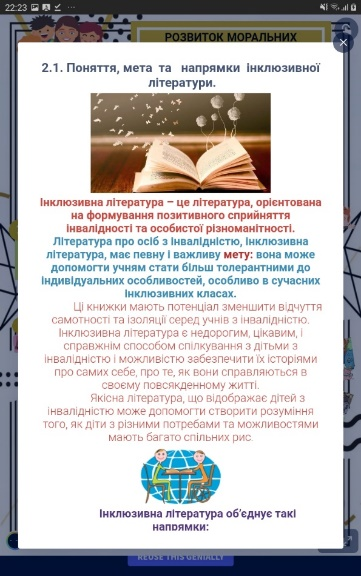 22:23
РОЗВИТОК МОРАЛЬНИХ
2.1. Поняття, мета та напрямки інклюзивної
літератури.
Інклюзивна література – це література, орієнтована
на формування позитивного сприйняття
інвалідності та особистої різноманітності.
Література про осіб з інвалідністю, інклюзивна
література, має певну і важливу мету: вона може
допомогти учням стати більш толерантними до
індивідуальних особливостей, особливо в сучасних
інклюзивних класах.
Ці книжки мають потенціал зменшити відчуття
самотності та ізоляції серед учнів з інвалідністю.
Інклюзивна література є недорогим, цікавим, і
справжнім способом спілкування з дітьми з
інвалідністю і можливістю забезпечити їх історіями
про самих себе, про те, як вони справляються в
своєму повсякденному житті.
Якісна література, що відображає дітей з
інвалідністю може допомогти створити розуміння
того, як діти з різними потребами та можливостями
мають багато спільних рис.
Інклюзивна література об’єднує такі
напрямки:
REUSE THIS GENIALLY